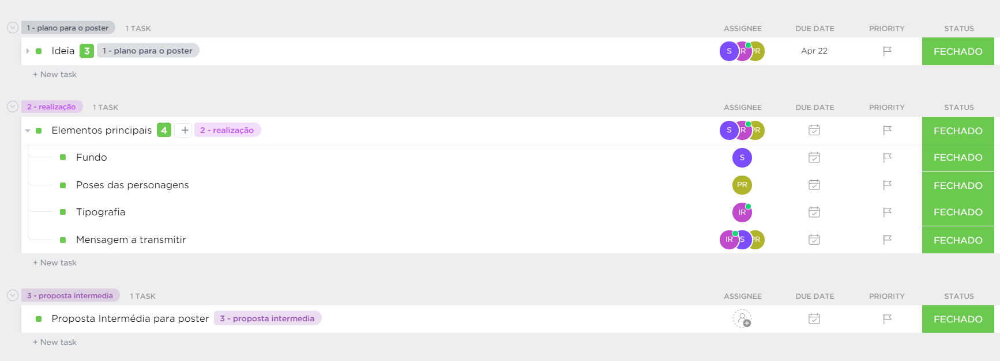 1 - plano para o poster 1 TASK ASSIGNEE DUE DATE PRIORITY STATUS
Ideia 3 1 - plano para o poster S IR PR Apr 22 FECHADO
+ New task
2 - realização 1 TASK ASSIGNEE DUE DATE PRIORITY STATUS
Elementos principais 4 + 2 - realização S IR PR FECHADO
Fundo S FECHADO
Poses das personagens PR FECHADO
Tipografia IR FECHADO
Mensagem a transmitir IR S PR FECHADO
+ New task
3 - proposta intermedia 1 TASK ASSIGNEE DUE DATE PRIORITY STATUS
Proposta Intermédia para poster 3 - proposta intermedia FECHADO
+ New task